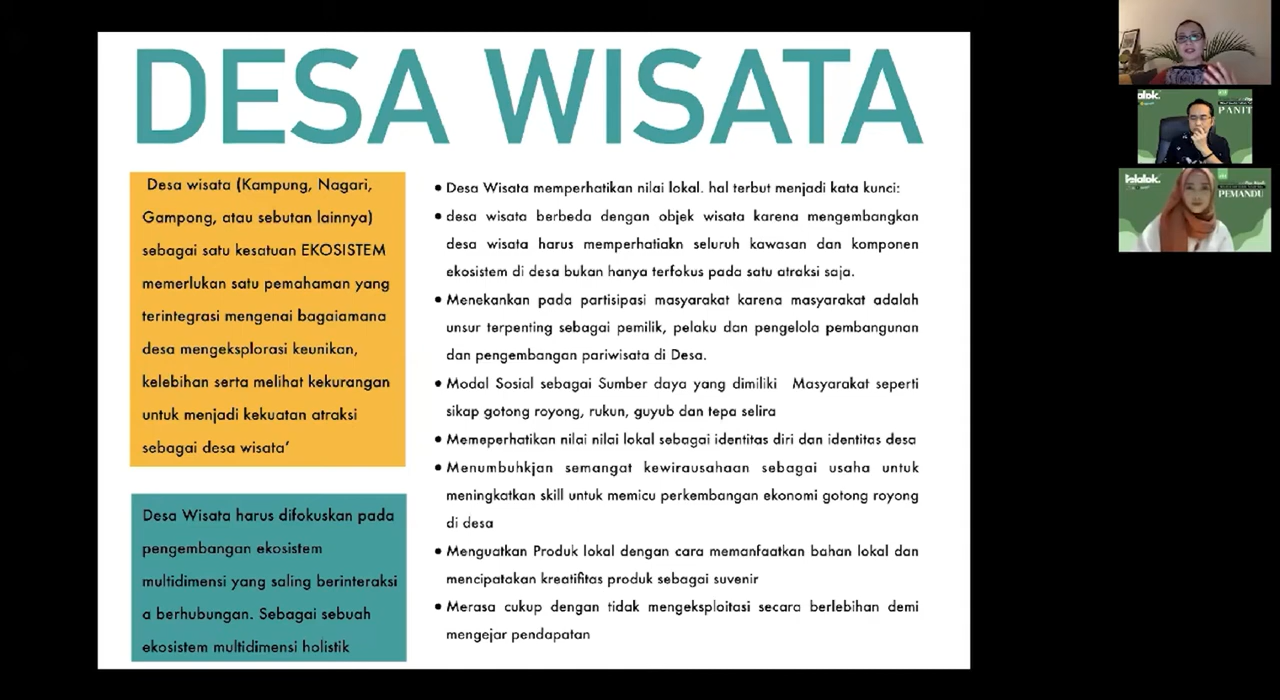 DESA WISATA
Desa wisata (Kampung, Nagari,
Gampong, atau sebutan lainnya)
sebagai satu kesatuan EKOSISTEM
memerlukan satu pemahaman yang
terintegrasi mengenai bagaiamana
desa mengeksplorasi keunikan,
kelebihan serta melihat kekurangan
untuk menjadi kekuatan atraksi
sebagai desa wisata’
Desa Wisata harus difokuskan pada
pengembangan ekosistem
multidimensi yang saling berinteraksi
a berhubungan. Sebagai sebuah
ekosistem multidimensi holistik
• Desa Wisata memperhatikan nilai lokal. hal terbut menjadi kata kunci:
• desa wisata berbeda dengan objek wisata karena mengembangkan
desa wisata harus memperhatiakn seluruh kawasan dan komponen
ekosistem di desa bukan hanya terfokus pada satu atraksi saja.
• Menekankan pada partisipasi masyarakat karena masyarakat adalah
unsur terpenting sebagai pemilik, pelaku dan pengelola pembangunan
dan pengembangan pariwisata di Desa.
• Modal Sosial sebagai Sumber daya yang dimiliki Masyarakat seperti
sikap gotong royong, rukun, guyub dan tepa selira
• Memeperhatikan nilai nilai lokal sebagai identitas diri dan identitas desa
• Menumbuhkjan semangat kewirausahaan sebagai usaha untuk
meningkatkan skill untuk memicu perkembangan ekonomi gotong royong
di desa
• Menguatkan Produk lokal dengan cara memanfaatkan bahan lokal dan
mencipatakan kreatifitas produk sebagai suvenir
• Merasa cukup dengan tidak mengeksploitasi secara berlebihan demi
mengejar pendapatan
PANIT
PEMANDU